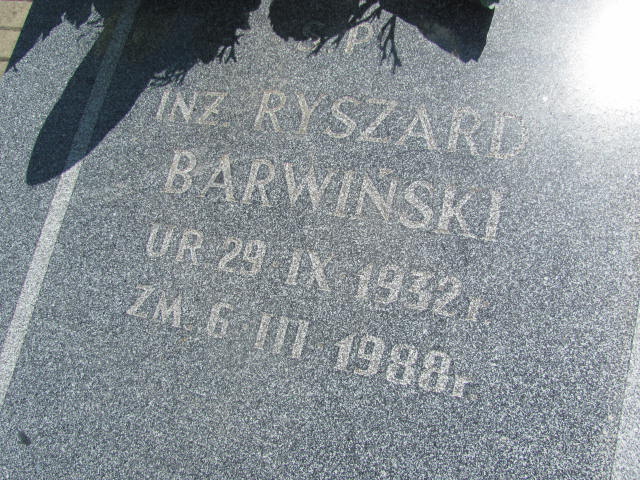 Ś P
INŻ RYSZARD
BARWIŃSKI
UR 29 IX 1932 r.
ZM. 6 III 1988 r.